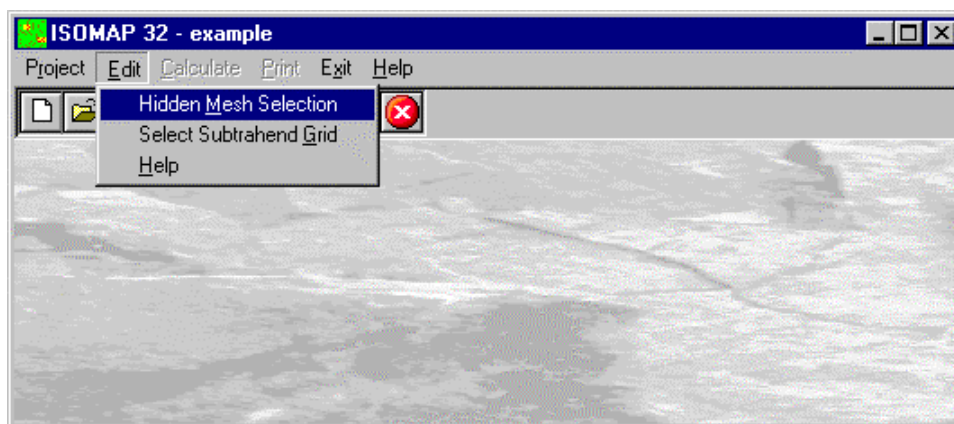 ISOMAP 32 - example
Project Edit Calculate Print Exit Help
Hidden Mesh Selection
Select Subtrahend Grid
Help